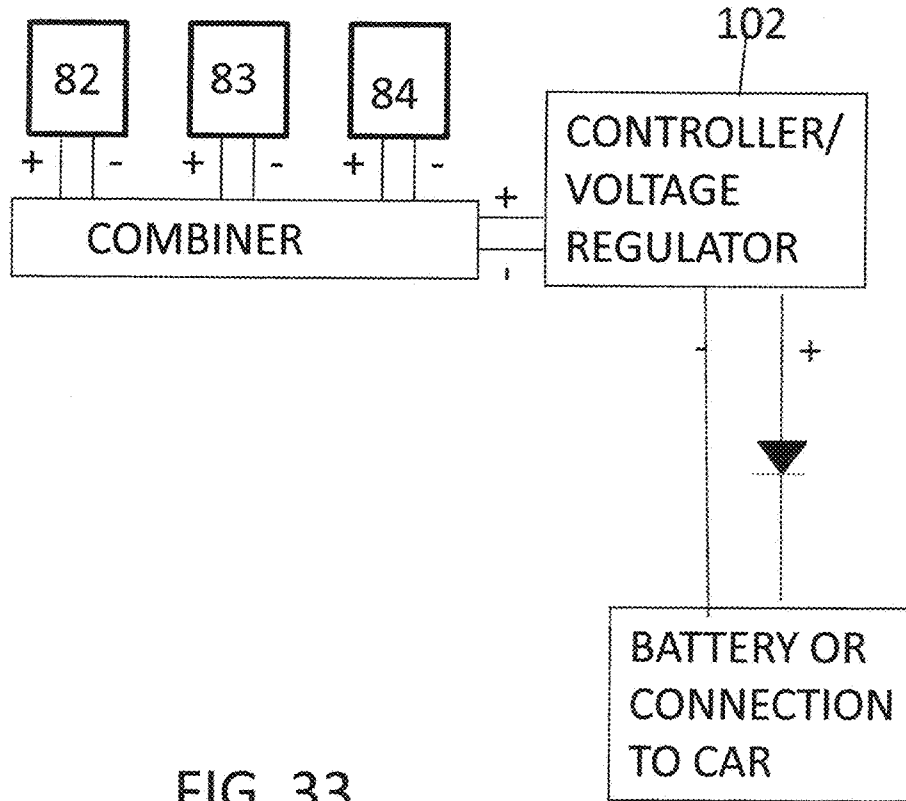 102
82
83
84
+ -
+ -
+ -
COMBINER
+
-
CONTROLLER/
VOLTAGE
REGULATOR
- +
BATTERY OR
CONNECTION
TO CAR
FIG. 33